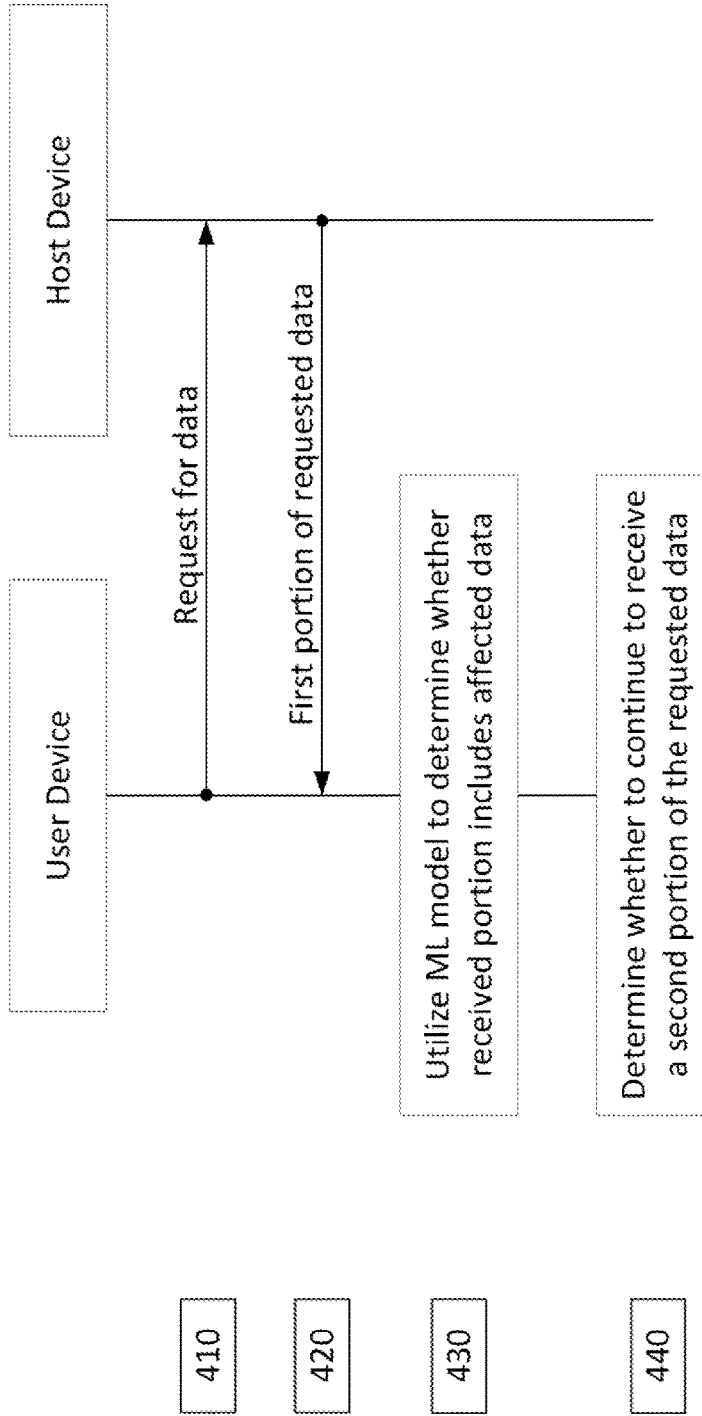 User Device
Host Device
410
Request for data
420
First portion of requested data
430
Utilize ML model to determine whether
received portion includes affected data
440
Determine whether to continue to receive
a second portion of the requested data